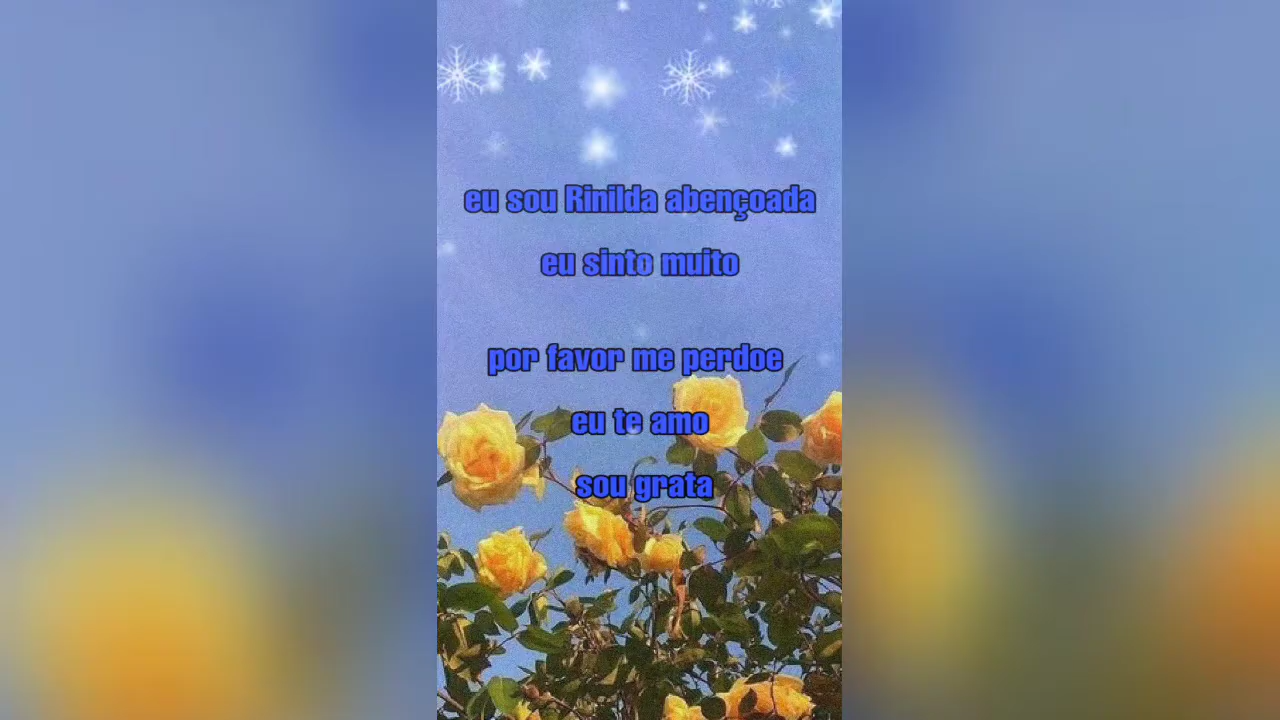 eu sou Rinilda abençoada
eu sinto muito
por favor me perdoe
eu te amo
sou grata